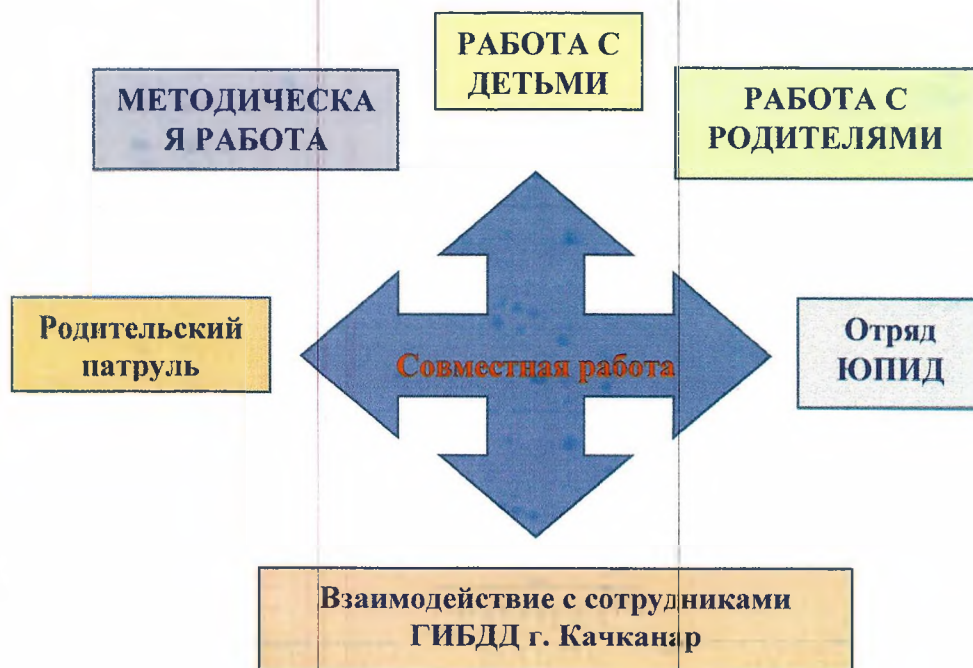 РАБОТА С
ДЕТЬМИ
МЕТОДИЧЕСКА
Я РАБОТА
РАБОТА С
РОДИТЕЛЯМИ
Родительский
патруль
Совместная работа
Отряд
ЮПИД
Взаимодействие с сотрудниками
ГИБДД г. Качканар